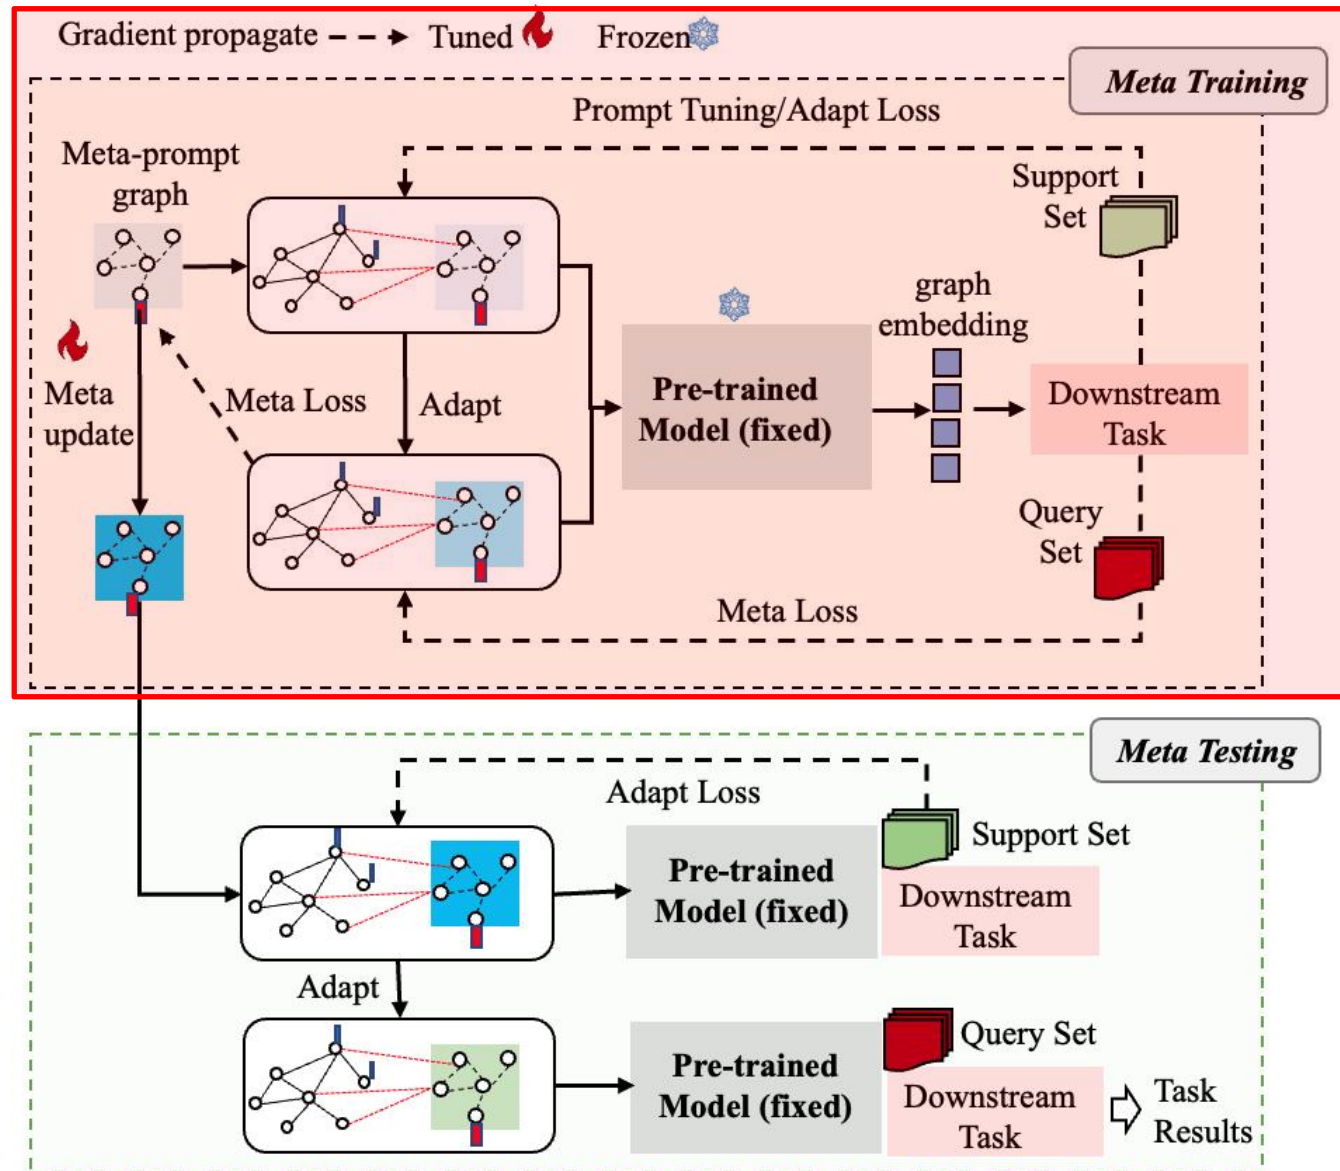 Gradient propagate Tuned Frozen
Meta Training
Prompt Tuning/Adapt Loss
Meta-prompt
graph
Support
Set
graph
embedding
Meta
update
Meta Loss
Adapt
Pre-trained
Model (fixed)
Downstream
Task
Query
Set
Meta Loss
Meta Testing
Adapt Loss
Support Set
Pre-trained
Model (fixed)
Downstream
Task
Adapt
Query Set
Pre-trained
Model (fixed)
Downstream
Task
Task
Results